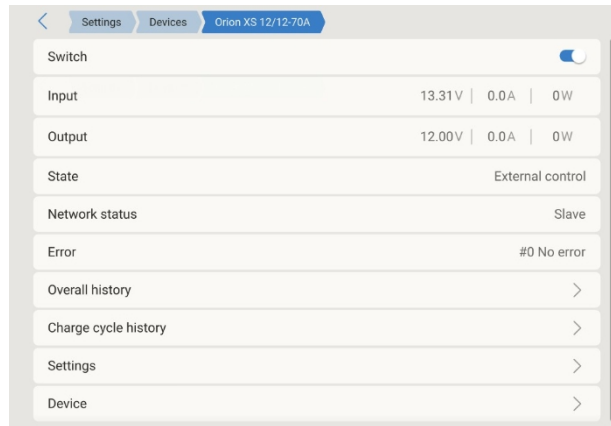 Settings Devices Orion XS 12/12-70A
Switch
Input 13.31V 0.0A 0W
Output 12.00V 0.0A 0W
State External control
Network status Slave
Error #0 No error
Overall history
Charge cycle history
Settings
Device